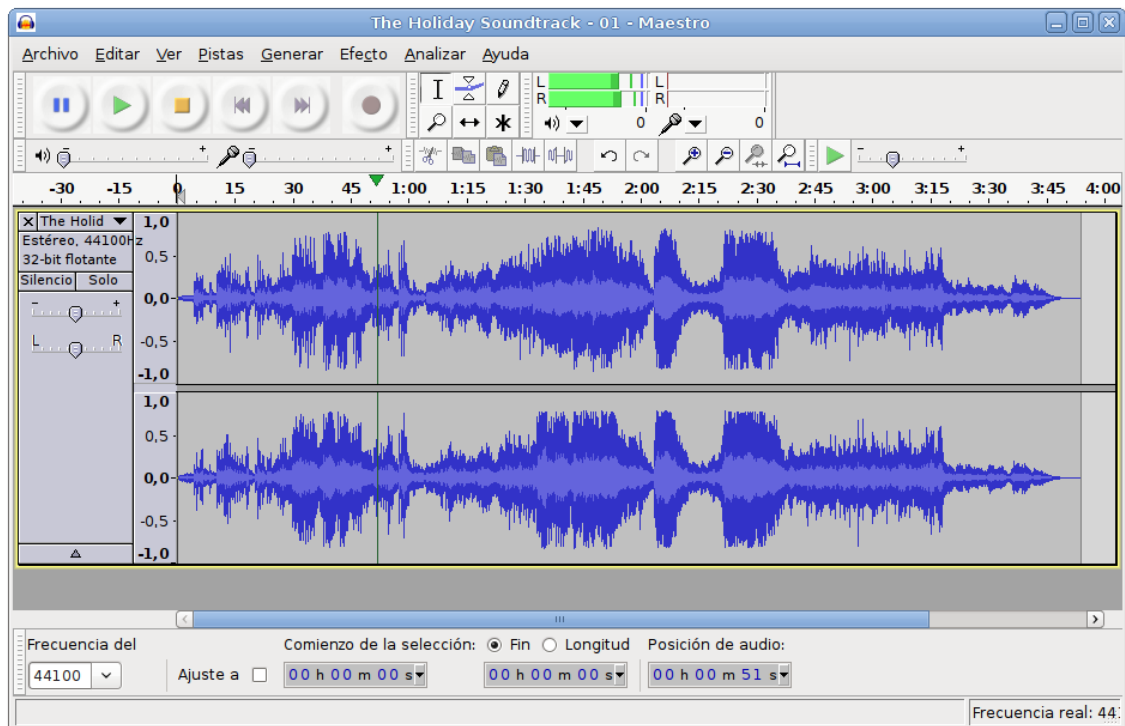 The Holiday Soundtrack - 01 - Maestro
Archivo Editar Ver Pistas Generar Efecto Analizar Ayuda
L L
R R
0 0
- + - + - +
-30 -15 0 15 30 45 1:00 1:15 1:30 1:45 2:00 2:15 2:30 2:45 3:00 3:15 3:30 3:45 4:00
The Holid
Estéreo, 44100Hz
32-bit flotante
Silencio Solo
- +
L R
1,0
0,5
0,0
-0,5
-1,0
1,0
0,5
0,0
-0,5
-1,0
Frecuencia del Comienzo de la selección: Fin Longitud Posición de audio:
44100 Ajuste a 00 h 00 m 00 s 00 h 00 m 00 s 00 h 00 m 51 s
Frecuencia real: 44